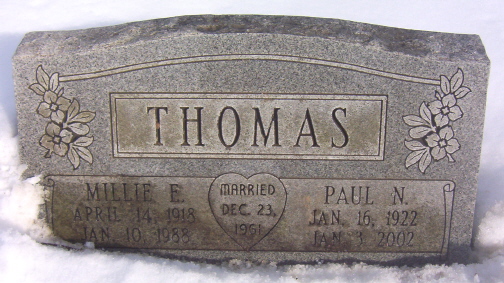 THOMAS
MILLIE E.
APRIL 14, 1918
JAN. 10, 1988
MARRIED
DEC. 23,
1961
PAUL N.
JAN. 16, 1922
JAN. 3, 2002